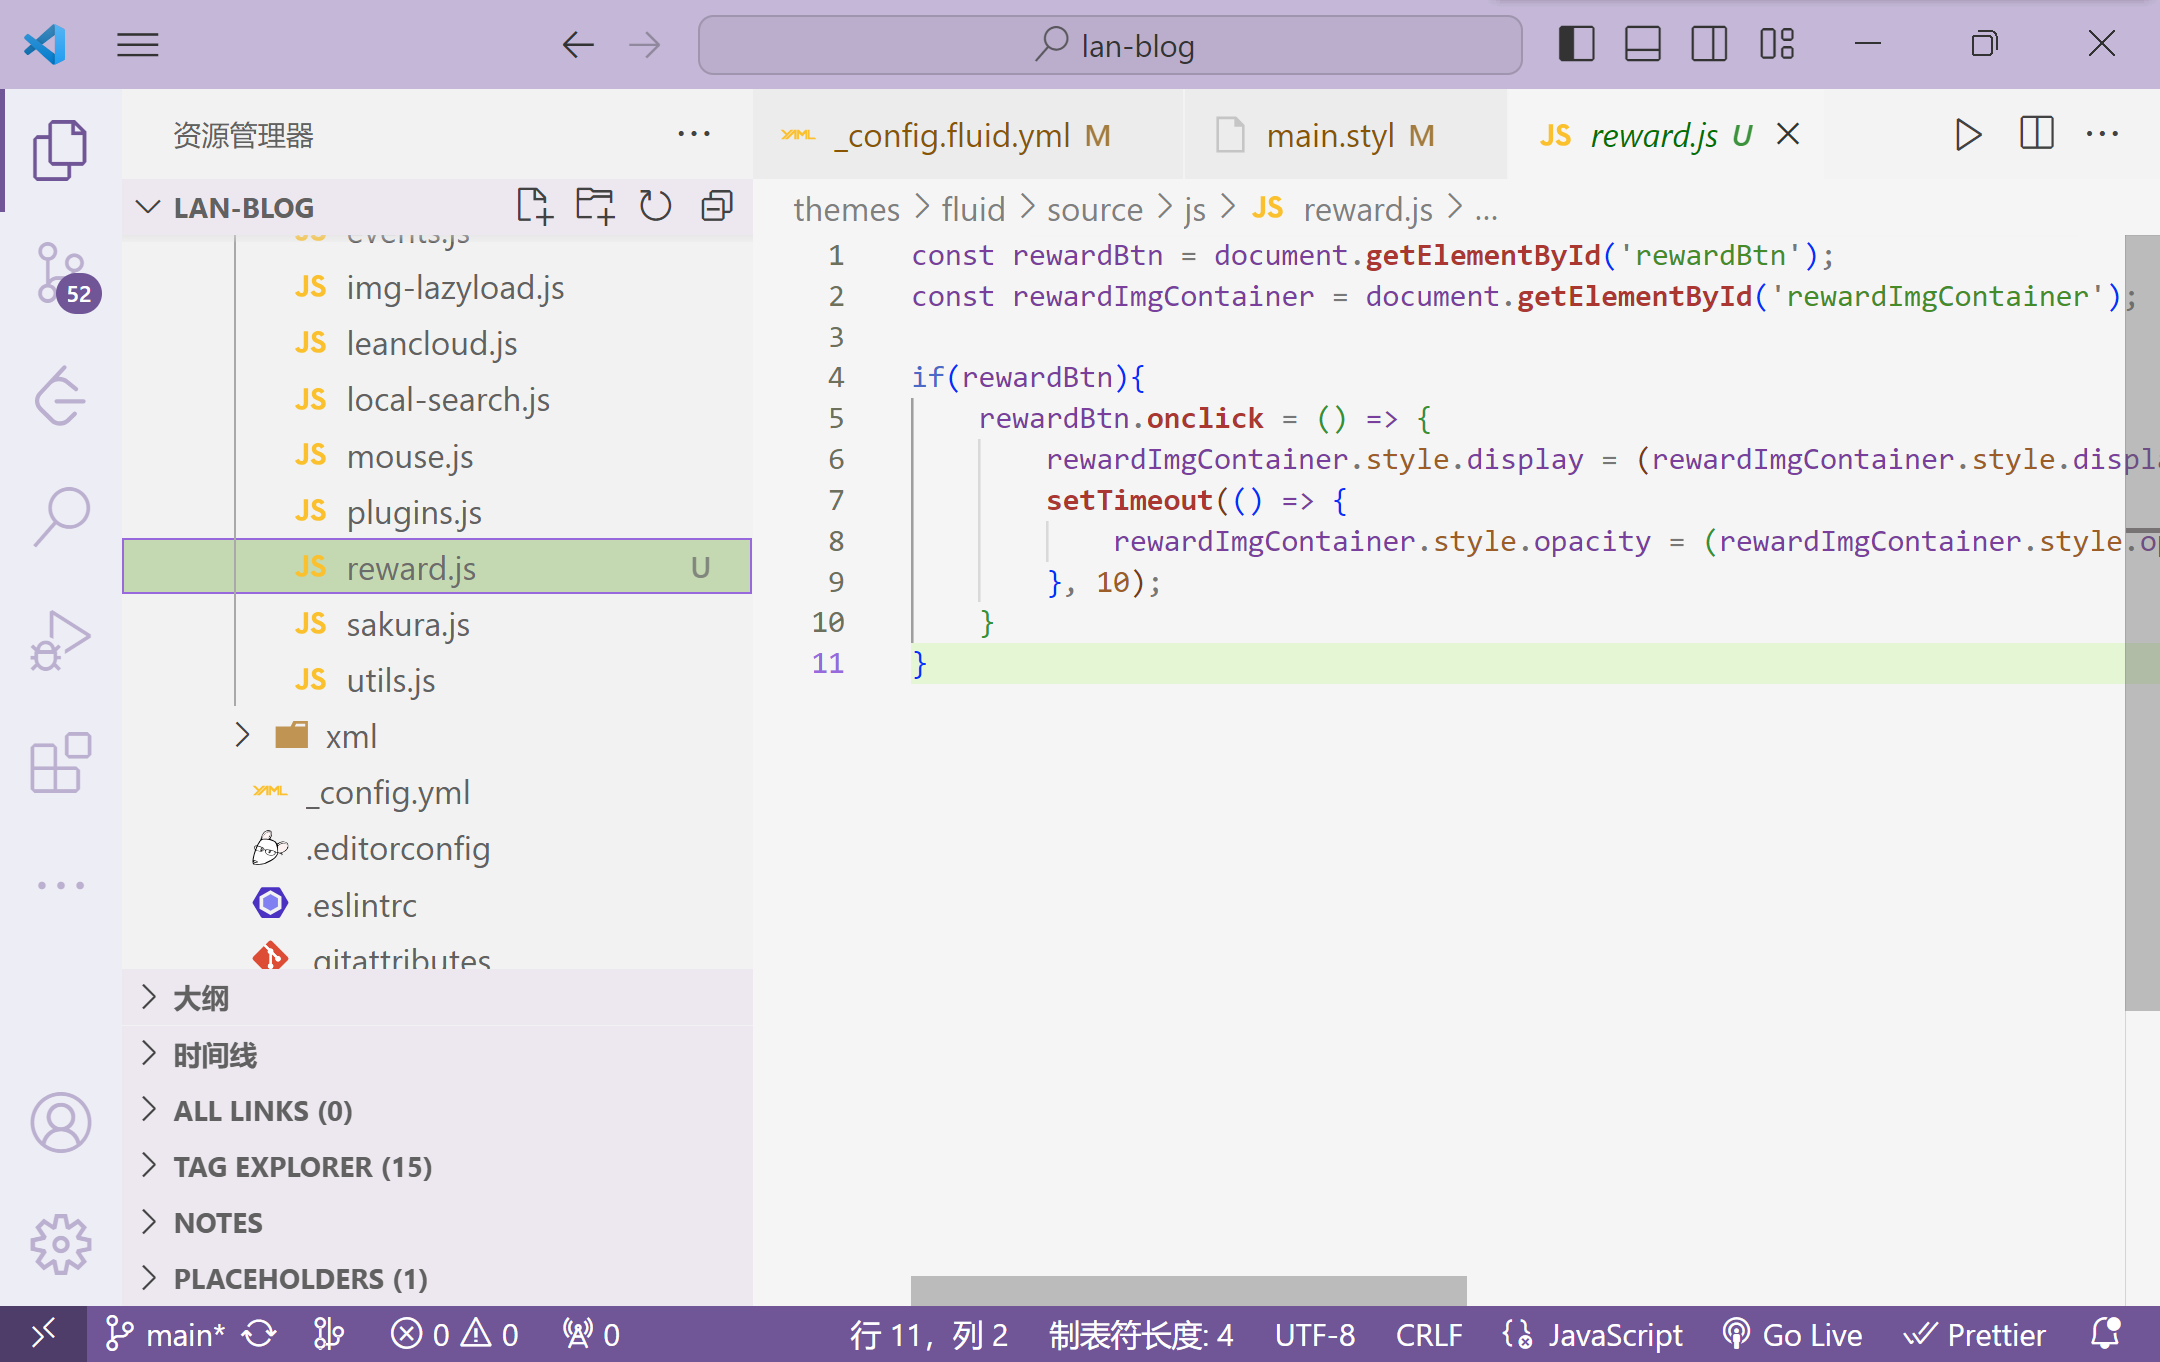 lan-blog
资源管理器
LAN-BLOG
events.js
JS img-lazyload.js
JS leancloud.js
JS local-search.js
JS mouse.js
JS plugins.js
JS reward.js U
JS sakura.js
JS utils.js
xml
YAML _config.yml
.editorconfig
.eslintrc
.gitattributes
大纲
时间线
ALL LINKS (0)
TAG EXPLORER (15)
NOTES
PLACEHOLDERS (1)
52
YAML _config.fluid.yml M
main.styl M
JS reward.js U
themes > fluid > source > js > JS reward.js > ...
1 const rewardBtn = document.getElementById('rewardBtn');
2 const rewardImgContainer = document.getElementById('rewardImgContainer');
3
4 if(rewardBtn){
5 rewardBtn.onclick = () => {
6 rewardImgContainer.style.display = (rewardImgContainer.style.displ
7 setTimeout(() => {
8 rewardImgContainer.style.opacity = (rewardImgContainer.style.o
9 }, 10);
10 }
11 }
main* 0 0 0 行 11，列 2 制表符长度: 4 UTF-8 CRLF JavaScript Go Live Prettier